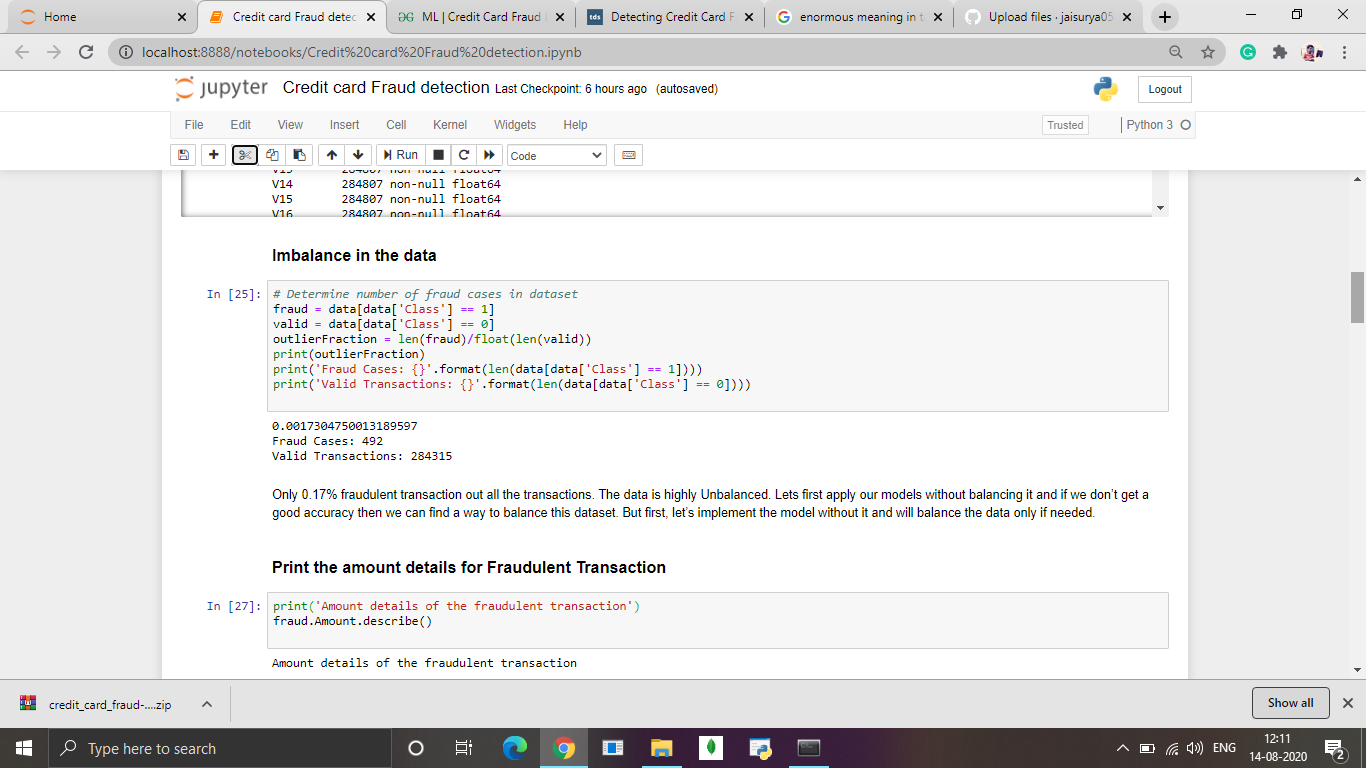 Home
Credit card Fraud detec
ML | Credit Card Fraud
tds Detecting Credit Card F
enormous meaning in t
Upload files · jaisurya05
localhost:8888/notebooks/Credit%20card%20Fraud%20detection.ipynb
jupyter Credit card Fraud detection Last Checkpoint: 6 hours ago (autosaved)
Logout
File Edit View Insert Cell Kernel Widgets Help
Trusted
Python 3
Run
Code
V13 284807 non-null float64
V14 284807 non-null float64
V15 284807 non-null float64
V16 284807 non-null float64
Imbalance in the data
In [25]:
# Determine number of fraud cases in dataset
fraud = data[data['Class'] == 1]
valid = data[data['Class'] == 0]
outlierFraction = len(fraud)/float(len(valid))
print(outlierFraction)
print('Fraud Cases: {}'.format(len(data[data['Class'] == 1])))
print('Valid Transactions: {}'.format(len(data[data['Class'] == 0])))
0.0017304750013189597
Fraud Cases: 492
Valid Transactions: 284315
Only 0.17% fraudulent transaction out all the transactions. The data is highly Unbalanced. Lets first apply our models without balancing it and if we don't get a
good accuracy then we can find a way to balance this dataset. But first, let's implement the model without it and will balance the data only if needed.
Print the amount details for Fraudulent Transaction
In [27]:
print('Amount details of the fraudulent transaction')
fraud.Amount.describe()
Amount details of the fraudulent transaction
credit_card_fraud-....zip
Show all
Type here to search
ENG
12:11
14-08-2020
2